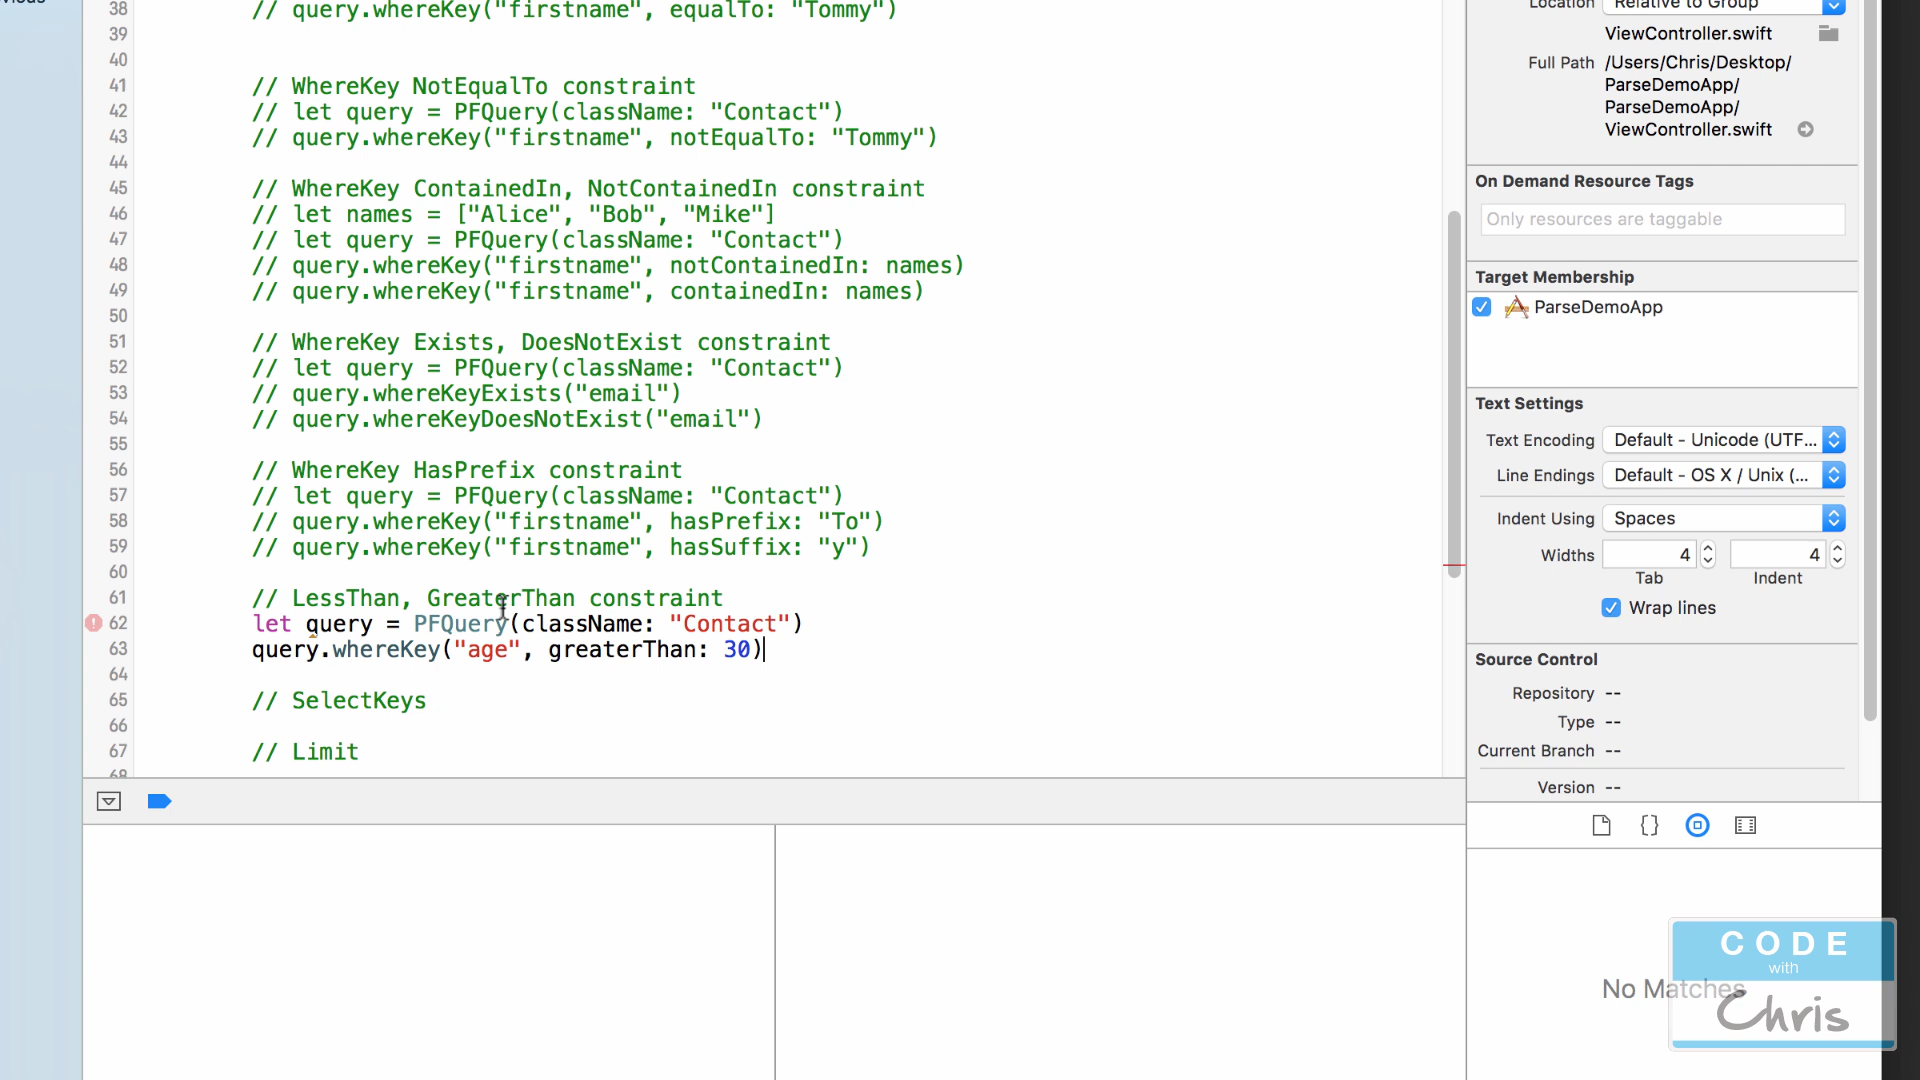 38 // query.whereKey("firstname", equalTo: "Tommy")
39
40
41 // WhereKey NotEqualTo constraint
42 // let query = PFQuery(className: "Contact")
43 // query.whereKey("firstname", notEqualTo: "Tommy")
44
45 // WhereKey ContainedIn, NotContainedIn constraint
46 // let names = ["Alice", "Bob", "Mike"]
47 // let query = PFQuery(className: "Contact")
48 // query.whereKey("firstname", notContainedIn: names)
49 // query.whereKey("firstname", containedIn: names)
50
51 // WhereKey Exists, DoesNotExist constraint
52 // let query = PFQuery(className: "Contact")
53 // query.whereKeyExists("email")
54 // query.whereKeyDoesNotExist("email")
55
56 // WhereKey HasPrefix constraint
57 // let query = PFQuery(className: "Contact")
58 // query.whereKey("firstname", hasPrefix: "To")
59 // query.whereKey("firstname", hasSuffix: "y")
60
61 // LessThan, GreaterThan constraint
62 let query = PFQuery(className: "Contact")
63 query.whereKey("age", greaterThan: 30)
64
65 // SelectKeys
66
67 // Limit
68
Location Relative to Group
ViewController.swift
Full Path /Users/Chris/Desktop/
ParseDemoApp/
ParseDemoApp/
ViewController.swift
On Demand Resource Tags
Only resources are taggable
Target Membership
ParseDemoApp
Text Settings
Text Encoding Default - Unicode (UTF...
Line Endings Default - OS X / Unix (...
Indent Using Spaces
Widths 4 4
Tab Indent
Wrap lines
Source Control
Repository --
Type --
Current Branch --
Version --
No Matches
CODE
with
Chris